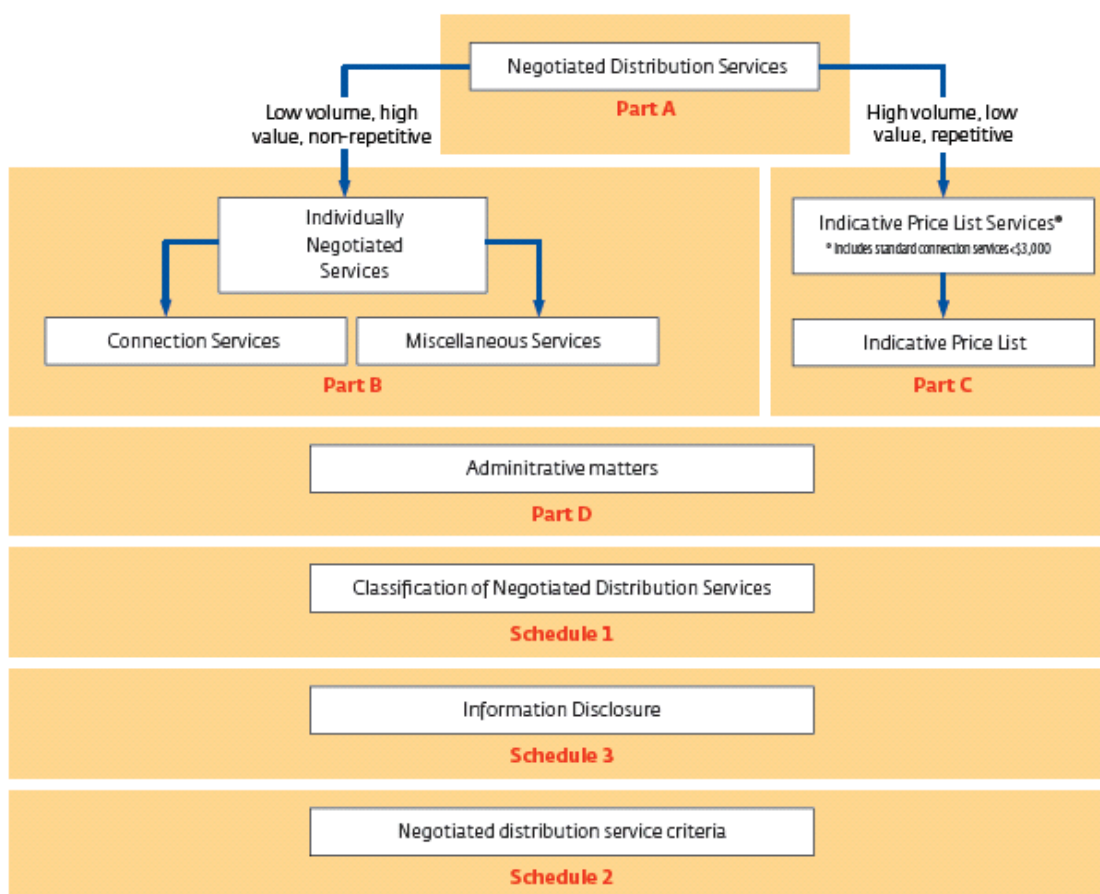 Negotiated Distribution Services
Part A
Low volume, high
value, non-repetitive
High volume, low
value, repetitive
Individually
Negotiated
Services
Connection Services
Miscellaneous Services
Part B
Indicative Price List Services*
* Includes standard connection services<$3,000
Indicative Price List
Part C
Adminitrative matters
Part D
Classification of Negotiated Distribution Services
Schedule 1
Information Disclosure
Schedule 3
Negotiated distribution service criteria
Schedule 2